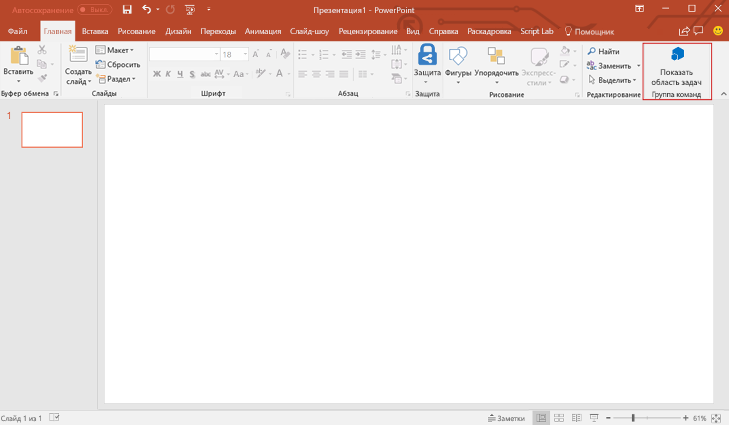 Автосохранение Выкл
Презентация1 - PowerPoint
Файл Главная Вставка Рисование Дизайн Переходы Анимация Слайд-шоу Рецензирование Вид Справка Раскадровка Script Lab Помощник
Вставить
Буфер обмена
Создать
слайд
Макет
Сбросить
Раздел
Слайды
18
Ж К Ч S abc AV Aa A
Шрифт
Абзац
Защита
Защита
Фигуры
Упорядочить
Экспресс-
стили
Рисование
Найти
Заменить
Выделить
Редактирование
Показать
область задач
Группа команд
1
Слайд 1 из 1
Заметки
61%